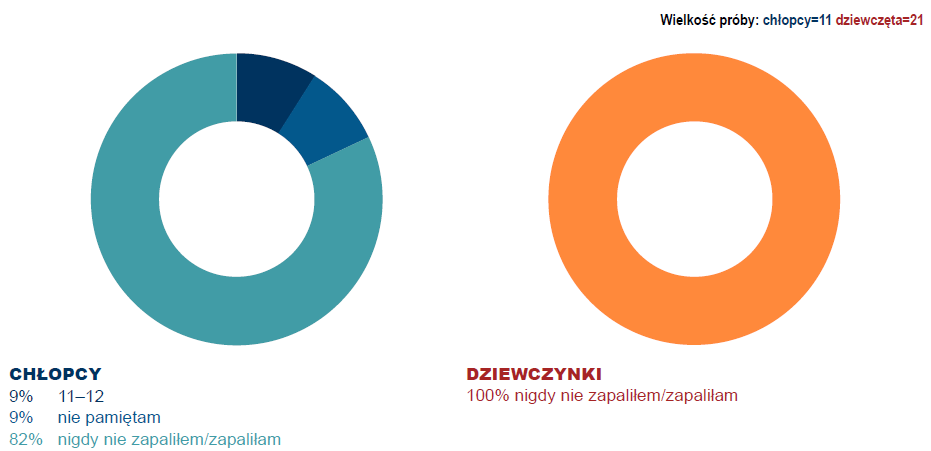 Wielkość próby: chłopcy=11 dziewczęta=21
CHŁOPCY
9% 11–12
9% nie pamiętam
82% nigdy nie zapaliłem/zapaliłam
DZIEWCZYNKI
100% nigdy nie zapaliłem/zapaliłam